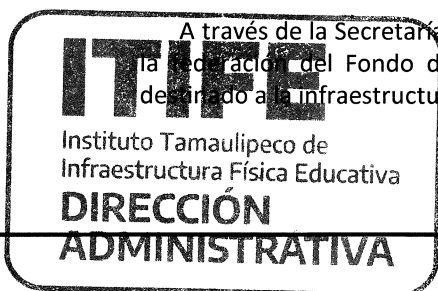 A través de la Secretaría
la federación del Fondo d
destinado a la infraestructu
ITIFE
Instituto Tamaulipeco de
Infraestructura Física Educativa
DIRECCIÓN
ADMINISTRATIVA